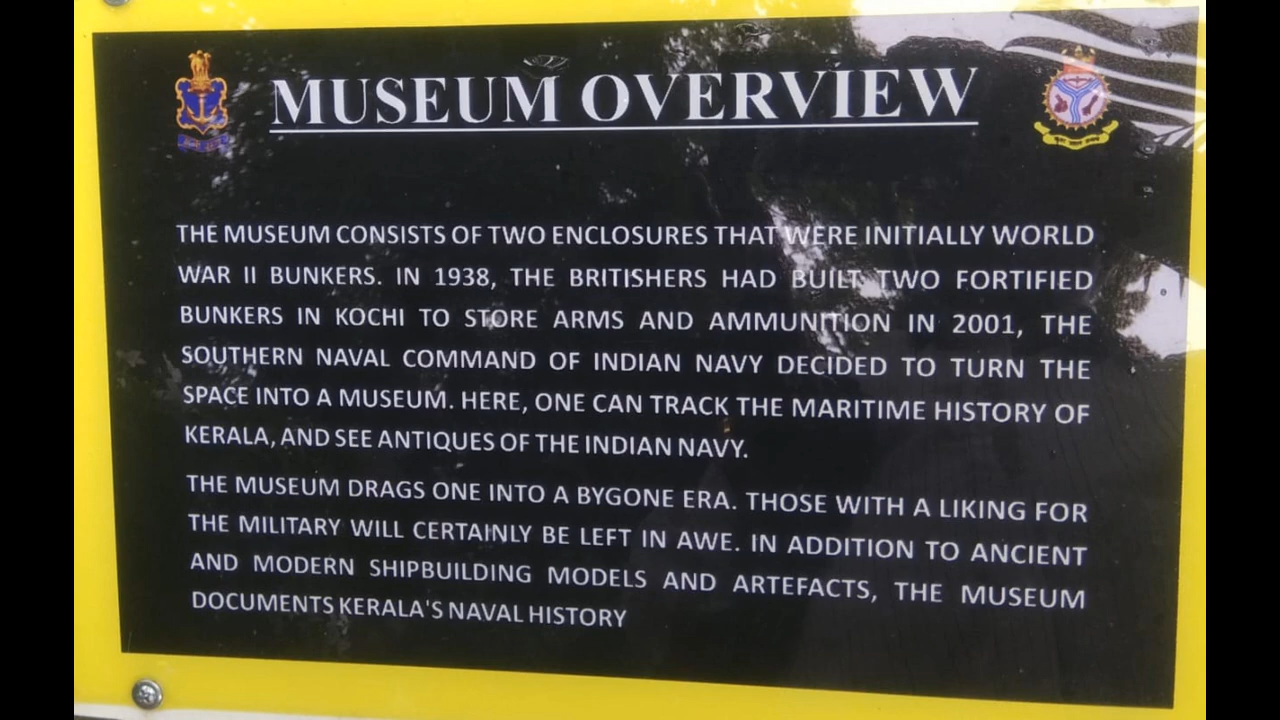 MUSEUM OVERVIEW
THE MUSEUM CONSISTS OF TWO ENCLOSURES THAT WERE INITIALLY WORLD
WAR II BUNKERS. IN 1938, THE BRITISHERS HAD BUILT TWO FORTIFIED
BUNKERS IN KOCHI TO STORE ARMS AND AMMUNITION IN 2001, THE
SOUTHERN NAVAL COMMAND OF INDIAN NAVY DECIDED TO TURN THE
SPACE INTO A MUSEUM. HERE, ONE CAN TRACK THE MARITIME HISTORY OF
KERALA, AND SEE ANTIQUES OF THE INDIAN NAVY.
THE MUSEUM DRAGS ONE INTO A BYGONE ERA. THOSE WITH A LIKING FOR
THE MILITARY WILL CERTAINLY BE LEFT IN AWE. IN ADDITION TO ANCIENT
AND MODERN SHIPBUILDING MODELS AND ARTEFACTS, THE MUSEUM
DOCUMENTS KERALA'S NAVAL HISTORY